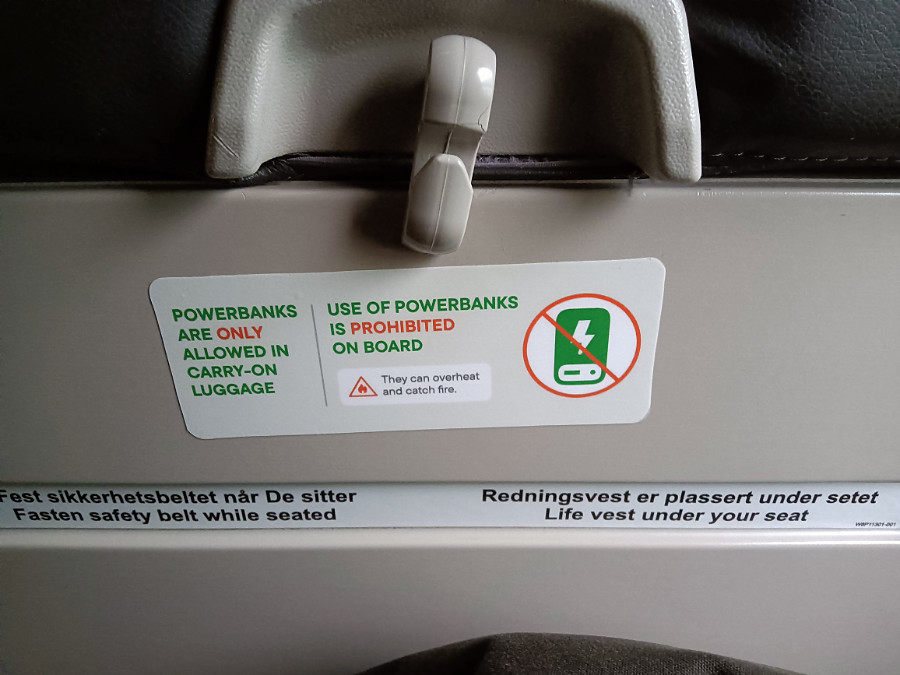 POWERBANKS
ARE ONLY
ALLOWED IN
CARRY-ON
LUGGAGE
USE OF POWERBANKS
IS PROHIBITED
ON BOARD
They can overheat
and catch fire.
Fest sikkerhetsbeltet når De sitter
Fasten safety belt while seated
Redningsvest er plassert under setet
Life vest under your seat
WBP11301-001